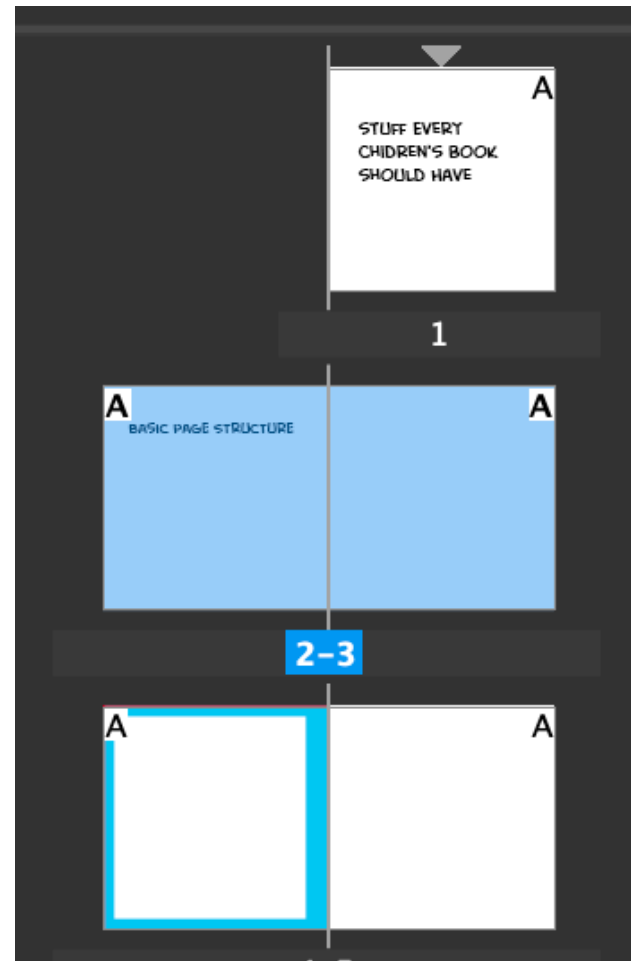 A
STUFF EVERY
CHIDREN'S BOOK
SHOULD HAVE
1
A A
BASIC PAGE STRUCTURE
2-3
A A